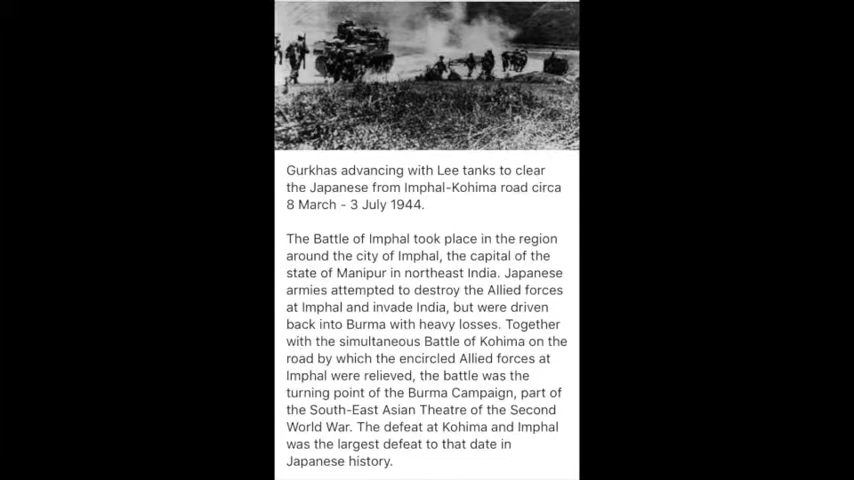 Gurkhas advancing with Lee tanks to clear
the Japanese from Imphal-Kohima road circa
8 March - 3 July 1944.
The Battle of Imphal took place in the region
around the city of Imphal, the capital of the
state of Manipur in northeast India. Japanese
armies attempted to destroy the Allied forces
at Imphal and invade India, but were driven
back into Burma with heavy losses. Together
with the simultaneous Battle of Kohima on the
road by which the encircled Allied forces at
Imphal were relieved, the battle was the
turning point of the Burma Campaign, part of
the South-East Asian Theatre of the Second
World War. The defeat at Kohima and Imphal
was the largest defeat to that date in
Japanese history.